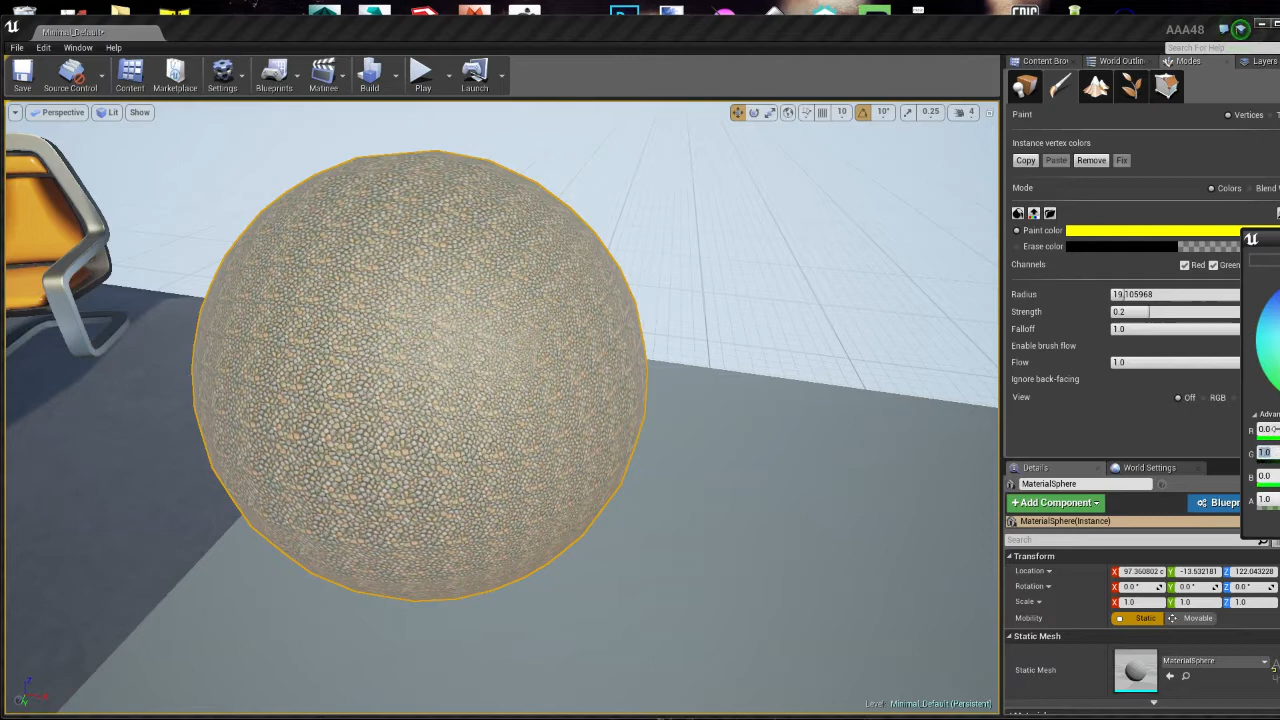 EPIC
Minimal_Default*
AAA48
File Edit Window Help
Search For Help
Save Source Control Content Marketplace Settings Blueprints Matinee Build Play Launch
Content Bro World Outlin Modes Layers
Perspective Lit Show
10 10° 0.25 4
Paint
Vertices
Instance vertex colors
Copy Paste Remove Fix
Mode
Colors Blend
Paint color
Erase color
Channels Red Green
Radius 19.105968
Strength 0.2
Falloff 1.0
Enable brush flow
Flow 1.0
Ignore back-facing
View Off RGB
Advan
R 0.0
G 1.0
B 0.0
A 1.0
Details World Settings
MaterialSphere
+Add Component Bluepr
MaterialSphere(Instance)
Search
Transform
Location X 97.360802 c Y -13.532181 Z 122.043228
Rotation X 0.0° Y 0.0° Z 0.0°
Scale X 1.0 Y 1.0 Z 1.0
Mobility Static Movable
Static Mesh
Static Mesh MaterialSphere
Level: Minimal_Default (Persistent)